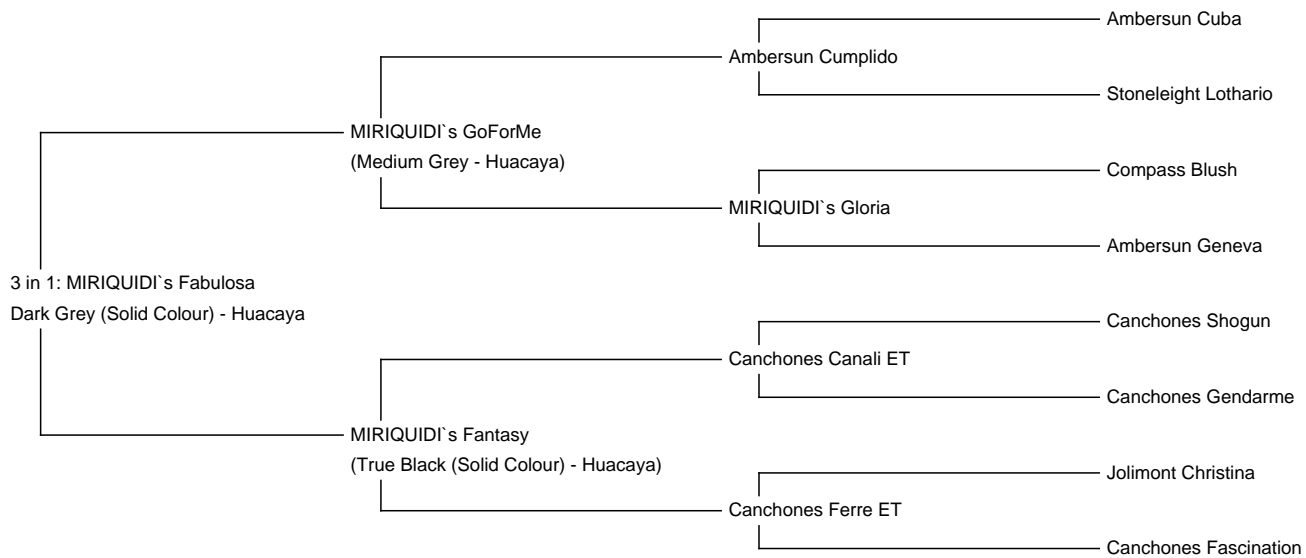 Ambersun Cuba
Ambersun Cumplido
Stoneleight Lothario
MIRIQUIDI`s GoForMe
(Medium Grey - Huacaya)
Compass Blush
MIRIQUIDI`s Gloria
Ambersun Geneva
3 in 1: MIRIQUIDI`s Fabulosa
Dark Grey (Solid Colour) - Huacaya
Canchones Shogun
Canchones Canali ET
Canchones Gendarme
MIRIQUIDI`s Fantasy
(True Black (Solid Colour) - Huacaya)
Jolimont Christina
Canchones Ferre ET
Canchones Fascination